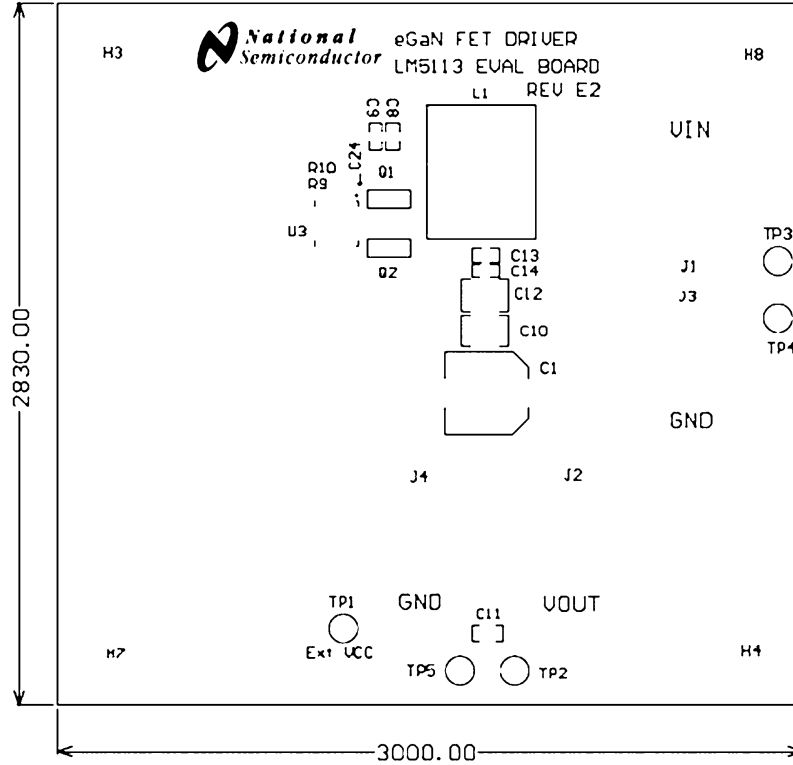 National
Semiconductor
eGaN FET DRIVER
LM5113 EVAL BOARD
REV E2
H3
H8
L1
VIN
C9
C8
C24
R10
R9
Q1
U3
Q2
TP3
C13
C14
J1
C12
J3
C10
TP4
C1
2830.00
GND
J4
J2
TP1
GND
VOUT
C11
Ext VCC
H7
H4
TP5
TP2
3000.00